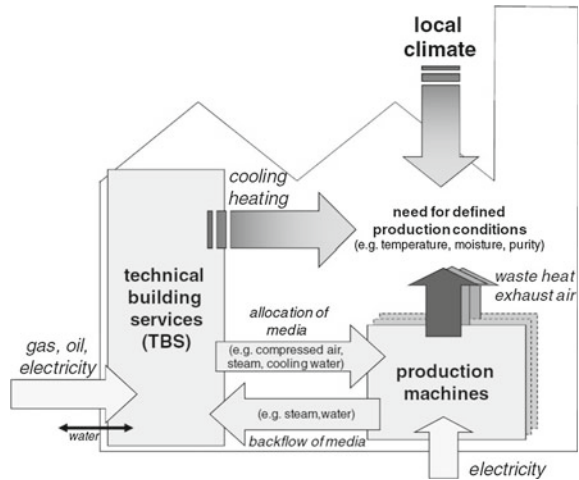 local
climate
cooling
heating
need for defined
production conditions
(e.g. temperature, moisture, purity)
technical
building
services
(TBS)
waste heat
exhaust air
allocation of
media
(e.g. compressed air,
steam, cooling water)
gas, oil,
electricity
production
machines
(e.g. steam,water)
water
backflow of media
electricity